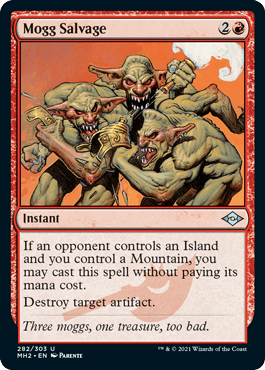 Mogg Salvage 2
Instant
If an opponent controls an Island
and you control a Mountain, you
may cast this spell without paying its
mana cost.
Destroy target artifact.
Three moggs, one treasure, too bad.
282/303 U
MH2 • EN Parente
™ & © 2021 Wizards of the Coast